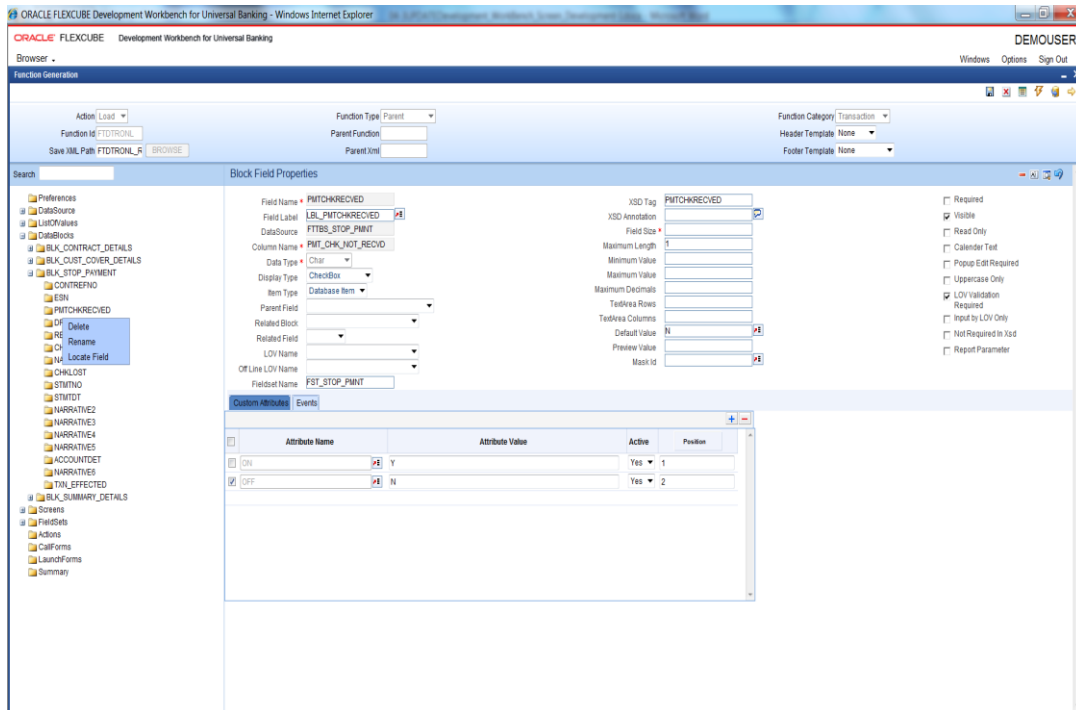 ORACLE FLEXCUBE Development Workbench for Universal Banking - Windows Internet Explorer
ORACLE FLEXCUBE Development Workbench for Universal Banking
DEMOUSER
Browser
Windows Options Sign Out
Function Generation
Action Load Function Type Parent Function Category Transaction
Function Id FTDTRONL Parent Function Header Template None
Save XML Path FTDTRONL_R BROWSE Parent Xml Footer Template None
Search
Block Field Properties
Preferences
DataSource
ListOfValues
DataBlocks
BLK_CONTRACT_DETAILS
BLK_CUST_COVER_DETAILS
BLK_STOP_PAYMENT
CONTREFNO
ESN
PMTCHKRECVED
Delete
Rename
Locate Field
CHKLOST
STMTNO
STMTDT
NARRATIVE2
NARRATIVE3
NARRATIVE4
NARRATIVE5
ACCOUNTDET
NARRATIVE6
TXN_EFFECTED
BLK_SUMMARY_DETAILS
Screens
FieldSets
Actions
CallForms
LaunchForms
Summary
Field Name * PMTCHKRECVED
Field Label LBL_PMTCHKRECVED
DataSource FTTBS_STOP_PMNT
Column Name * PMT_CHK_NOT_RECVD
Data Type * Char
Display Type CheckBox
Item Type Database Item
Parent Field
Related Block
Related Field
LOV Name
Off Line LOV Name
Fieldset Name FST_STOP_PMNT
XSD Tag PMTCHKRECVED
XSD Annotation
Field Size *
Maximum Length 1
Minimum Value
Maximum Value
Maximum Decimals
TextArea Rows
TextArea Columns
Default Value N
Preview Value
Mask Id
Required
Visible
Read Only
Calender Text
Popup Edit Required
Uppercase Only
LOV Validation
Required
Input by LOV Only
Not Required In Xsd
Report Parameter
Custom Attributes Events
Attribute Name Attribute Value Active Position
ON Y Yes 1
OFF N Yes 2